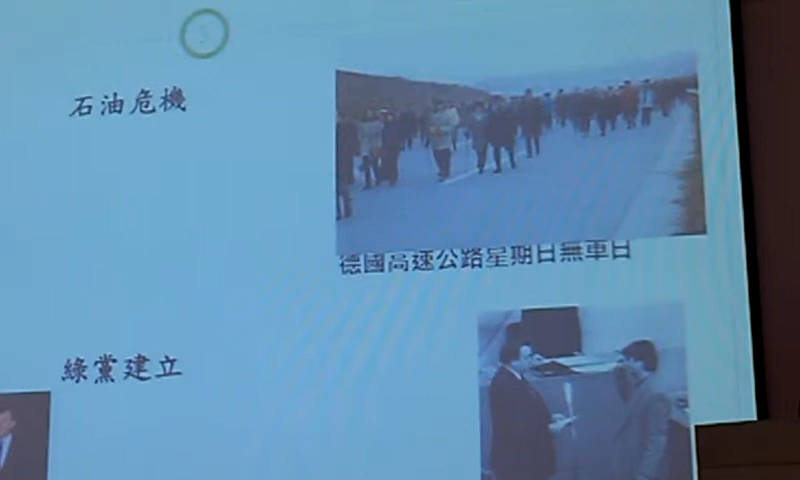 石油危機
德國高速公路星期日無車日
綠黨建立